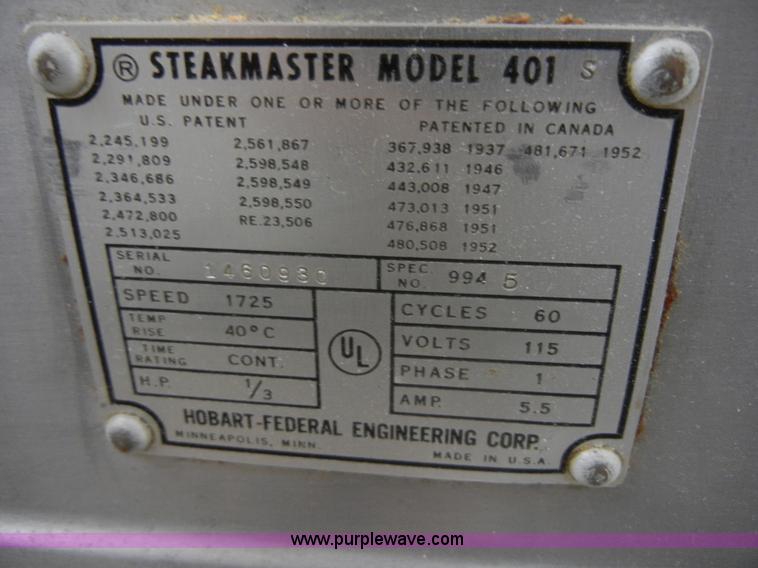 ® STEAKMASTER MODEL 401 S
MADE UNDER ONE OR MORE OF THE FOLLOWING
U.S. PATENT PATENTED IN CANADA
2,245,199 2,561,867 367,938 1937 481,671 1952
2,291,809 2,598,548 432,611 1946
2,346,686 2,598,549 443,008 1947
2,364,533 2,598,550 473,013 1951
2,472,800 RE.23,506 476,868 1951
2,513,025 480,508 1952
SERIAL NO. 1460980 SPEC. NO. 994 5
SPEED 1725 CYCLES 60
TEMP RISE 40°C VOLTS 115
TIME RATING CONT. PHASE 1
H.P. 1/3 AMP. 5.5
UL
HOBART-FEDERAL ENGINEERING CORP.
MINNEAPOLIS, MINN. MADE IN U.S.A.
www.purplewave.com